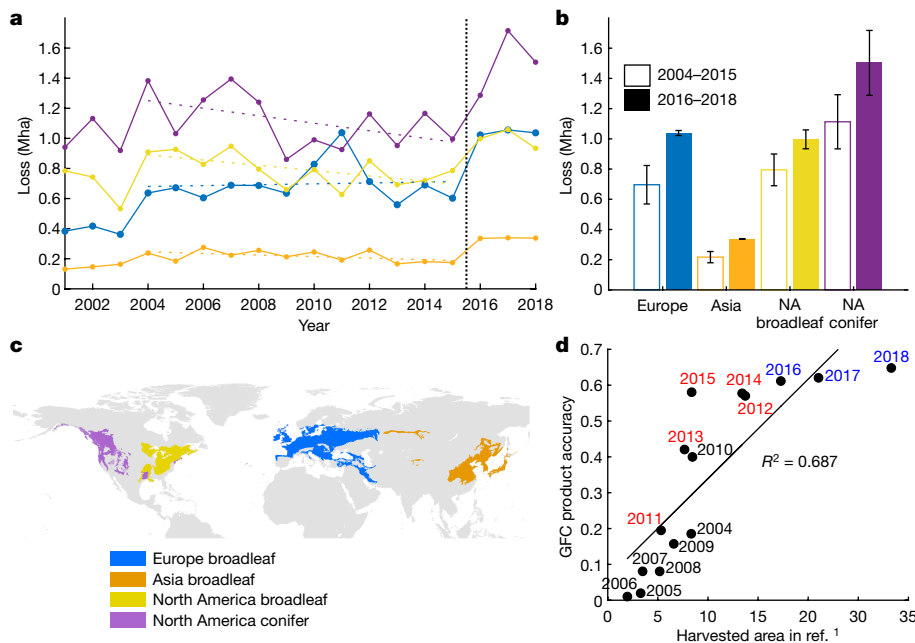 a
Loss (Mha)
1.6
1.4
1.2
1.0
0.8
0.6
0.4
0.2
0
2002 2004 2006 2008 2010 2012 2014 2016 2018
Year
b
Loss (Mha)
1.6
1.4
1.2
1.0
0.8
0.6
0.4
0.2
0
2004–2015
2016–2018
Europe Asia NA NA
broadleaf conifer
c
Europe broadleaf
Asia broadleaf
North America broadleaf
North America conifer
d
GFC product accuracy
0.7
0.6
0.5
0.4
0.3
0.2
0.1
0
2018
2016
2017
2015
2014
2012
2013
2010
R² = 0.687
2011
2004
2009
2007
2008
2006
2005
0 5 10 15 20 25 30 35
Harvested area in ref. ¹